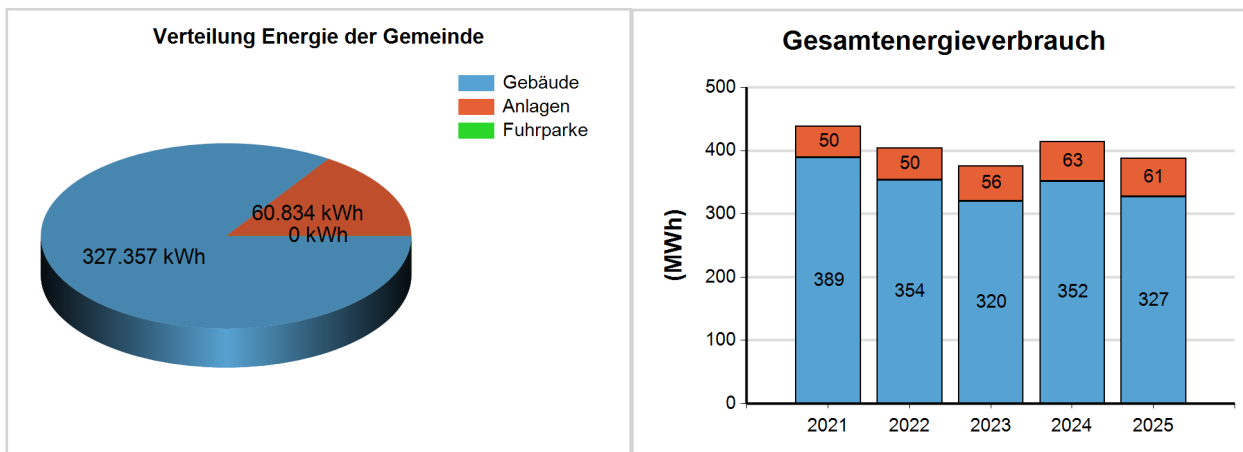 Verteilung Energie der Gemeinde
Gebäude
Anlagen
Fuhrparke
60.834 kWh
0 kWh
327.357 kWh
Gesamtenergieverbrauch
(MWh)
500
400
300
200
100
0
50
50
56
63
61
389
354
320
352
327
2021
2022
2023
2024
2025